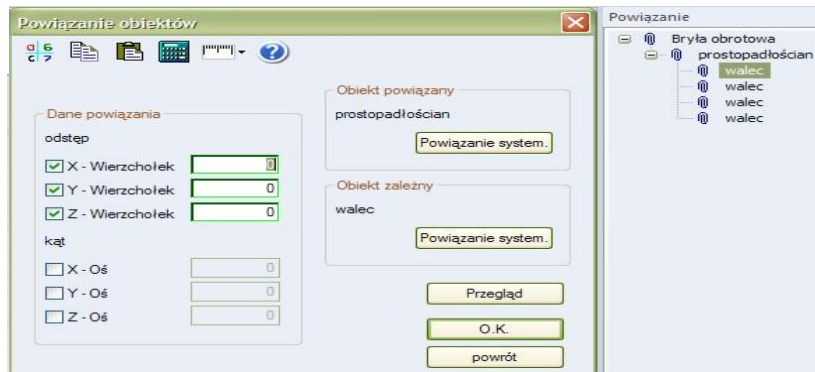 Powiązanie obiektów
Dane powiązania
odstęp
X - Wierzchołek 0
Y - Wierzchołek 0
Z - Wierzchołek 0
kąt
X - Oś 0
Y - Oś 0
Z - Oś 0
Obiekt powiązany
prostopadłościan
Powiązanie system.
Obiekt zależny
walec
Powiązanie system.
Przegląd
O.K.
powrót
Powiązanie
Bryła obrotowa
prostopadłościan
walec
walec
walec
walec